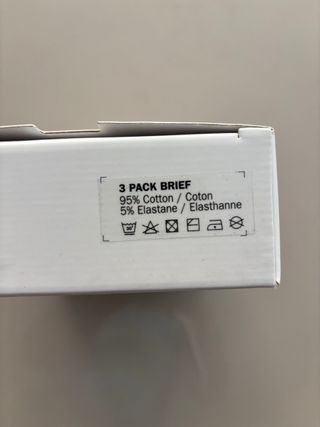 3 PACK BRIEF
95% Cotton / Coton
5% Elastane / Elasthanne